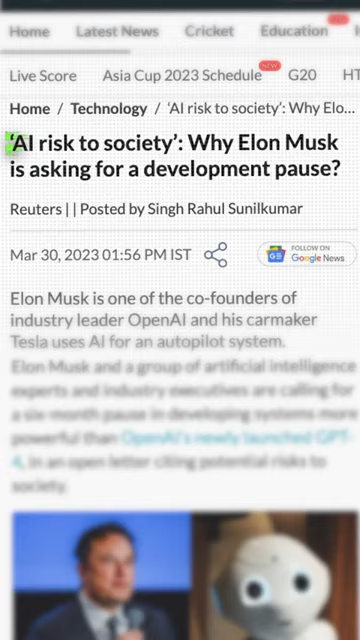 Home Latest News Cricket Education
Live Score Asia Cup 2023 Schedule NEW G20 HT
Home / Technology / ‘AI risk to society’: Why Elo...
‘AI risk to society’: Why Elon Musk
is asking for a development pause?
Reuters | | Posted by Singh Rahul Sunilkumar
Mar 30, 2023 01:56 PM IST
FOLLOW ON
Google News
Elon Musk is one of the co-founders of
industry leader OpenAI and his carmaker
Tesla uses AI for an autopilot system.
Elon Musk and a group of artificial intelligence
experts and industry executives are calling for
a six-month pause in developing systems more
powerful than OpenAI's newly launched GPT-
4, in an open letter citing potential risks to
society.